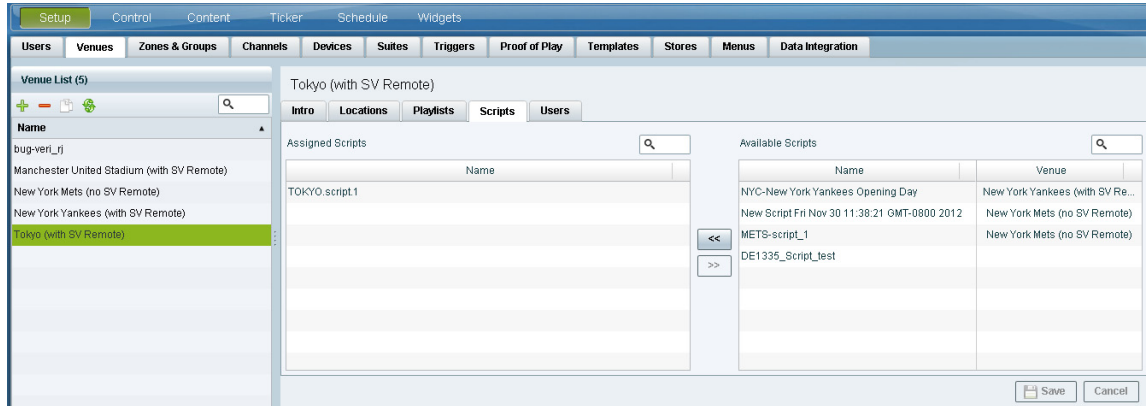 Setup Control Content Ticker Schedule Widgets
Users Venues Zones & Groups Channels Devices Suites Triggers Proof of Play Templates Stores Menus Data Integration
Venue List (5)
Name
bug-veri_rj
Manchester United Stadium (with SV Remote)
New York Mets (no SV Remote)
New York Yankees (with SV Remote)
Tokyo (with SV Remote)
Tokyo (with SV Remote)
Intro Locations Playlists Scripts Users
Assigned Scripts
Name
TOKYO.script.1
<<
>>
Available Scripts
Name Venue
NYC-New York Yankees Opening Day New York Yankees (with SV Re...
New Script Fri Nov 30 11:38:21 GMT-0800 2012 New York Mets (no SV Remote)
METS-script_1 New York Mets (no SV Remote)
DE1335_Script_test
Save Cancel